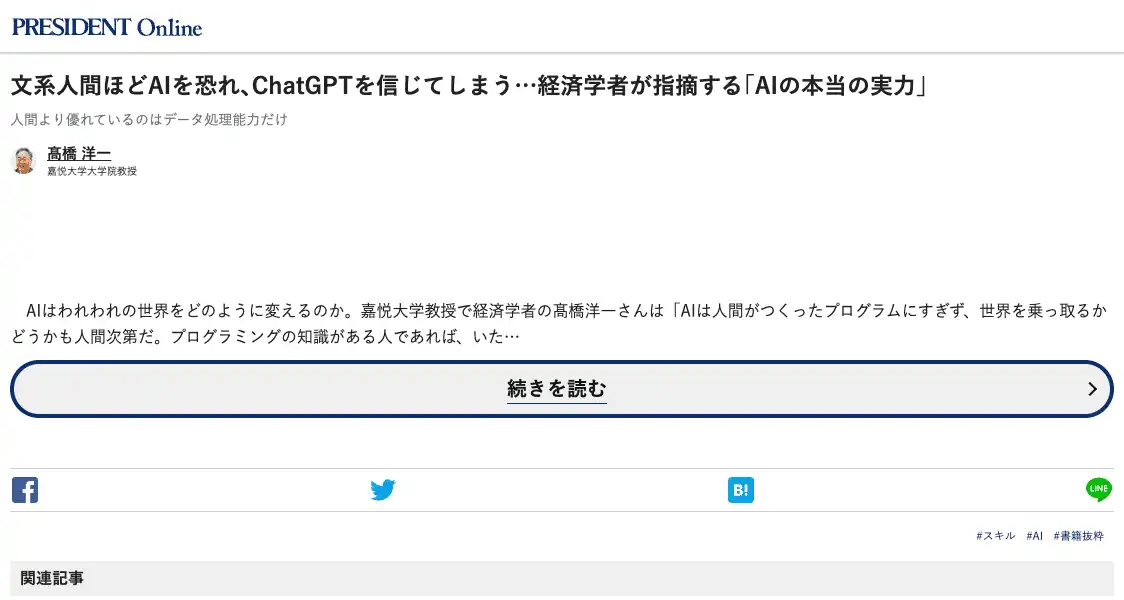 PRESIDENT Online
文系人間ほどAIを恐れ、ChatGPTを信じてしまう…経済学者が指摘する「AIの本当の実力」
人間より優れているのはデータ処理能力だけ
髙橋 洋一
嘉悦大学大学院教授
AIはわれわれの世界をどのように変えるのか。嘉悦大学教授で経済学者の髙橋洋一さんは「AIは人間がつくったプログラムにすぎず、世界を乗っ取るか
どうかも人間次第だ。プログラミングの知識がある人であれば、いた…
続きを読む
B!
LINE
#スキル #AI #書籍抜粋
関連記事